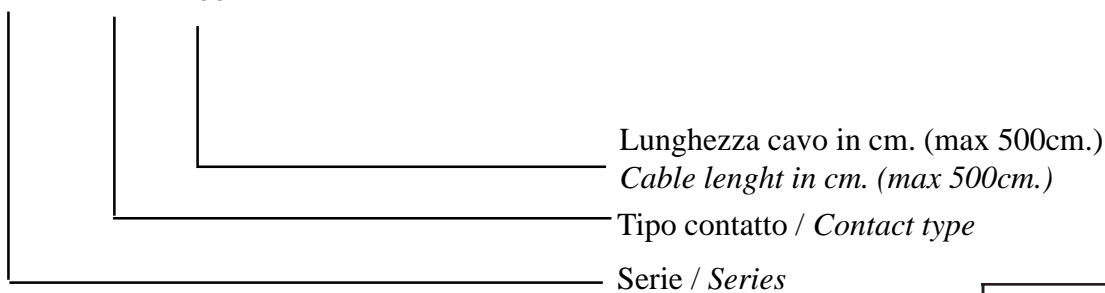 Lunghezza cavo in cm. (max 500cm.)
Cable lenght in cm. (max 500cm.)
Tipo contatto / Contact type
Serie / Series